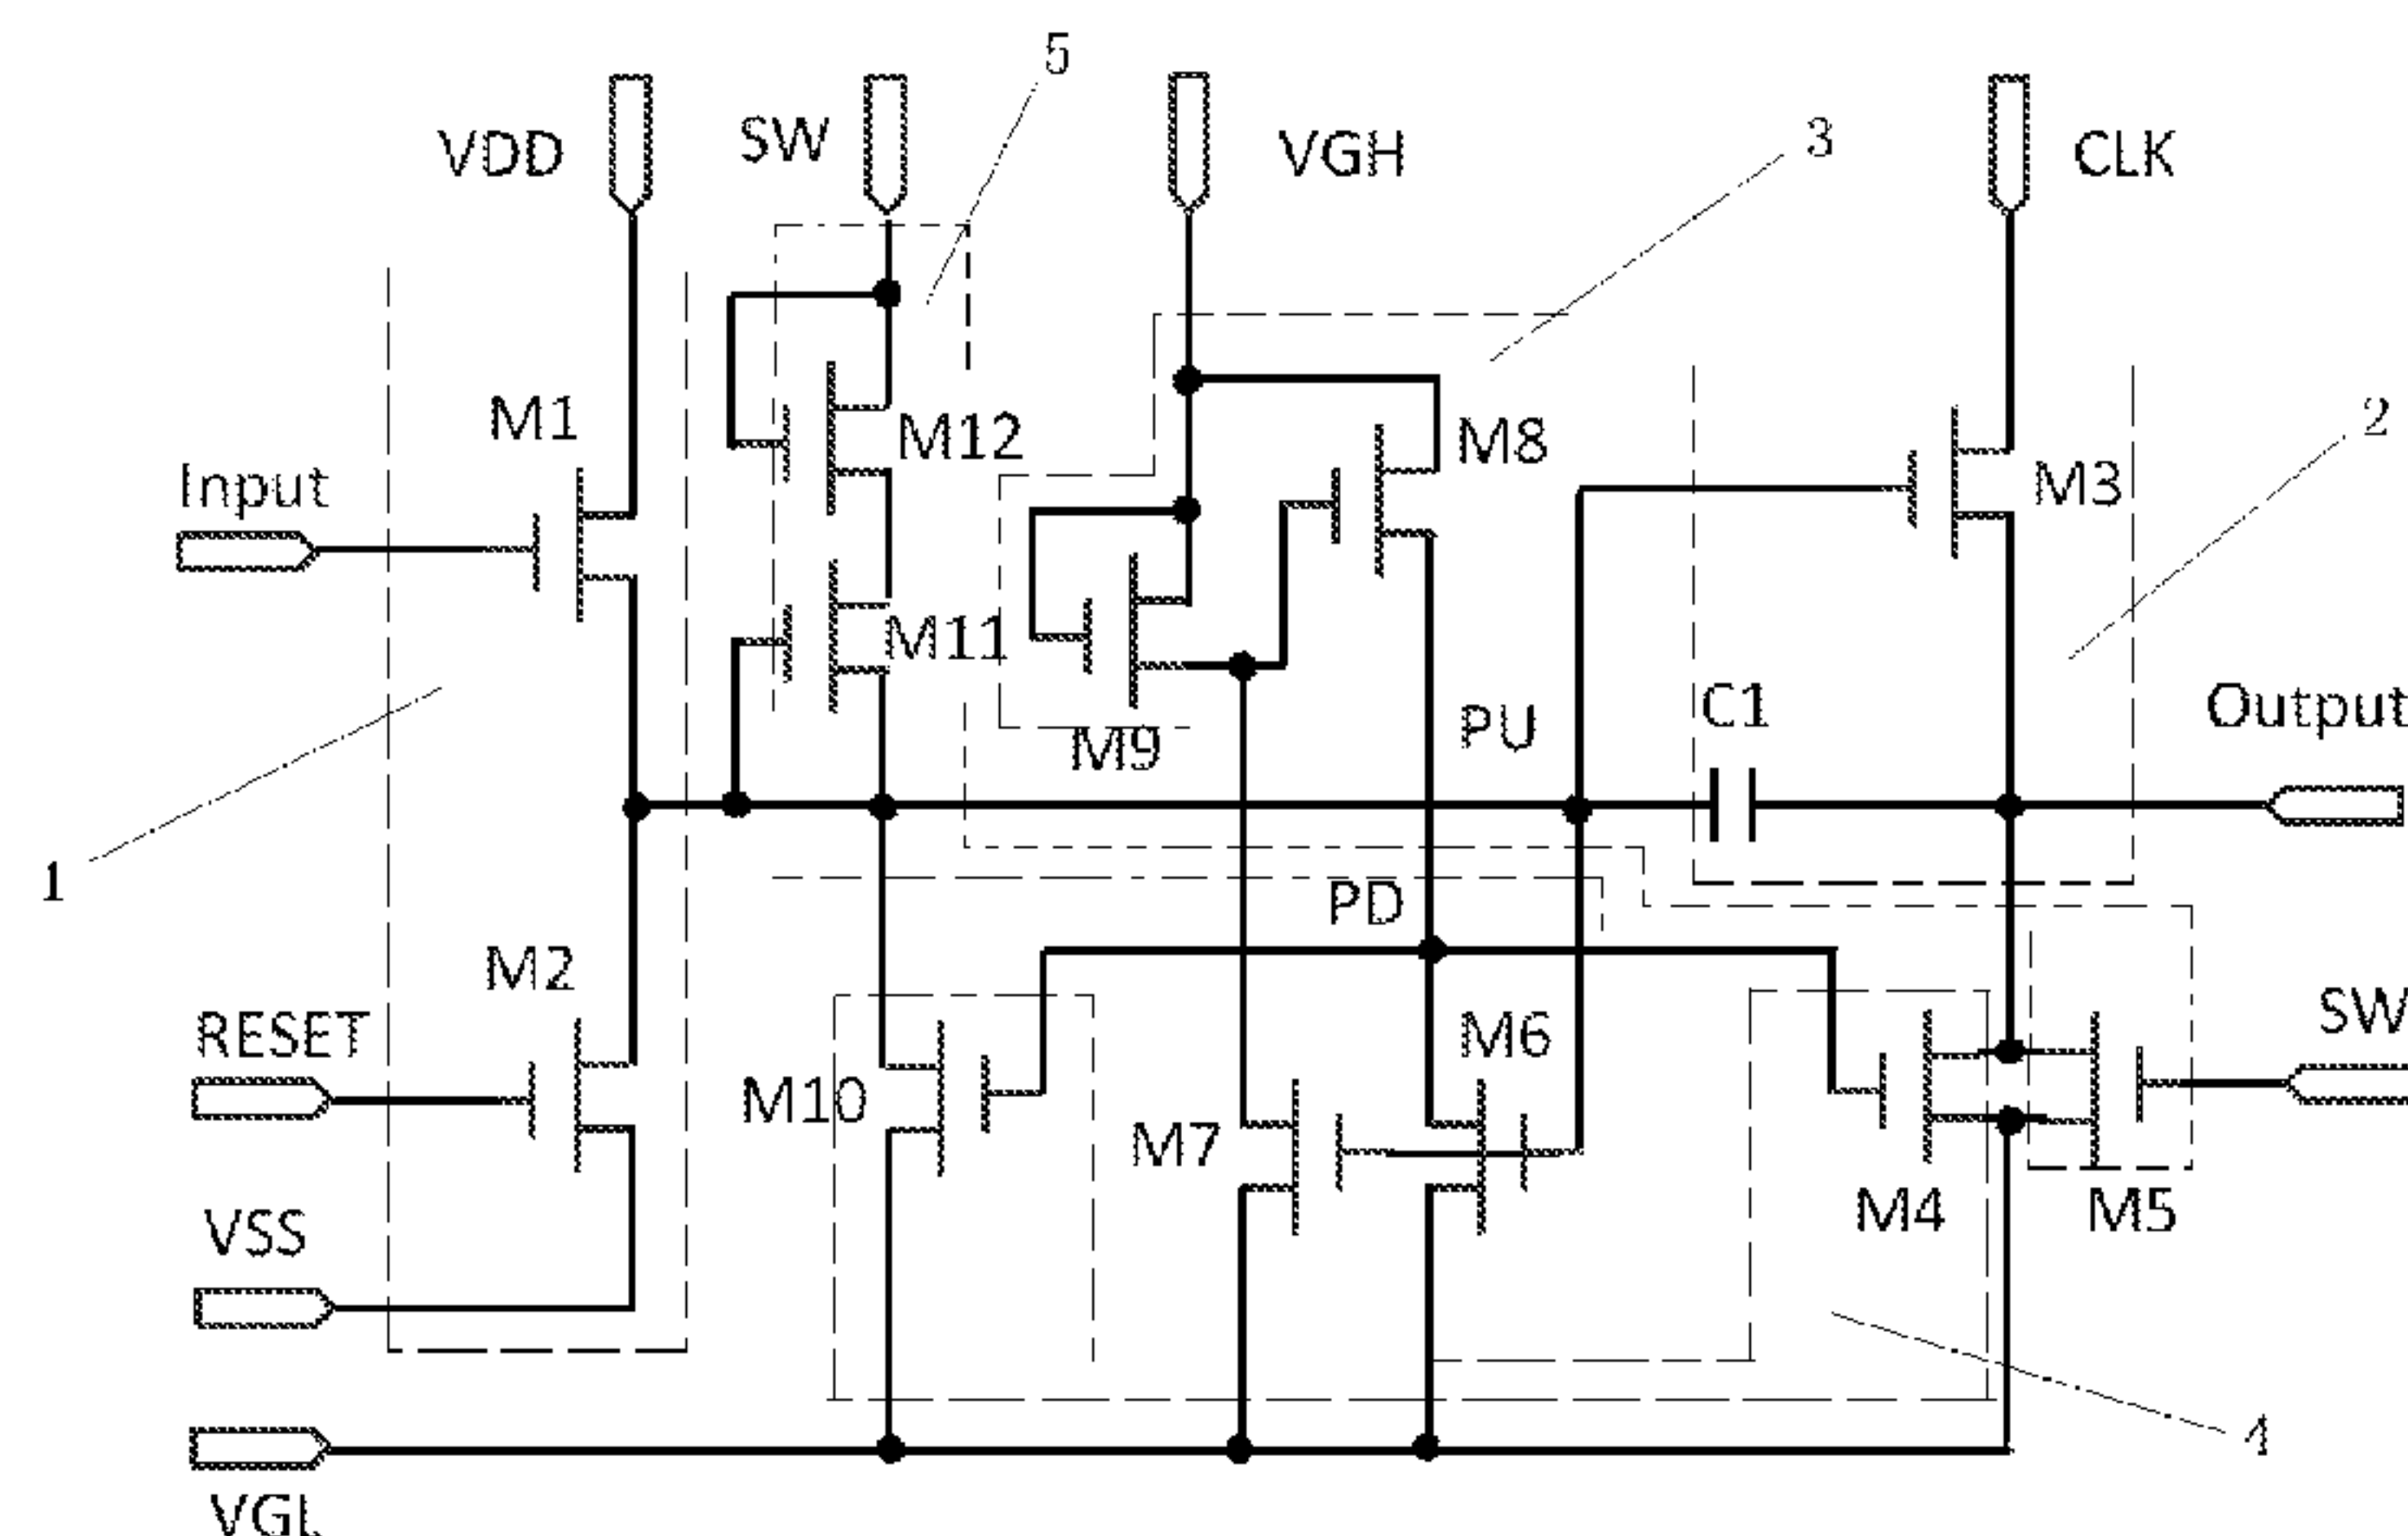 5
VDD
SW
VGH
3
CLK
M1
M12
M8
2
Input
M3
M11
PU
C1
Output
M9
1
PD
M2
RESET
M6
SW
M10
M7
VSS
M4
M5
4
VGL